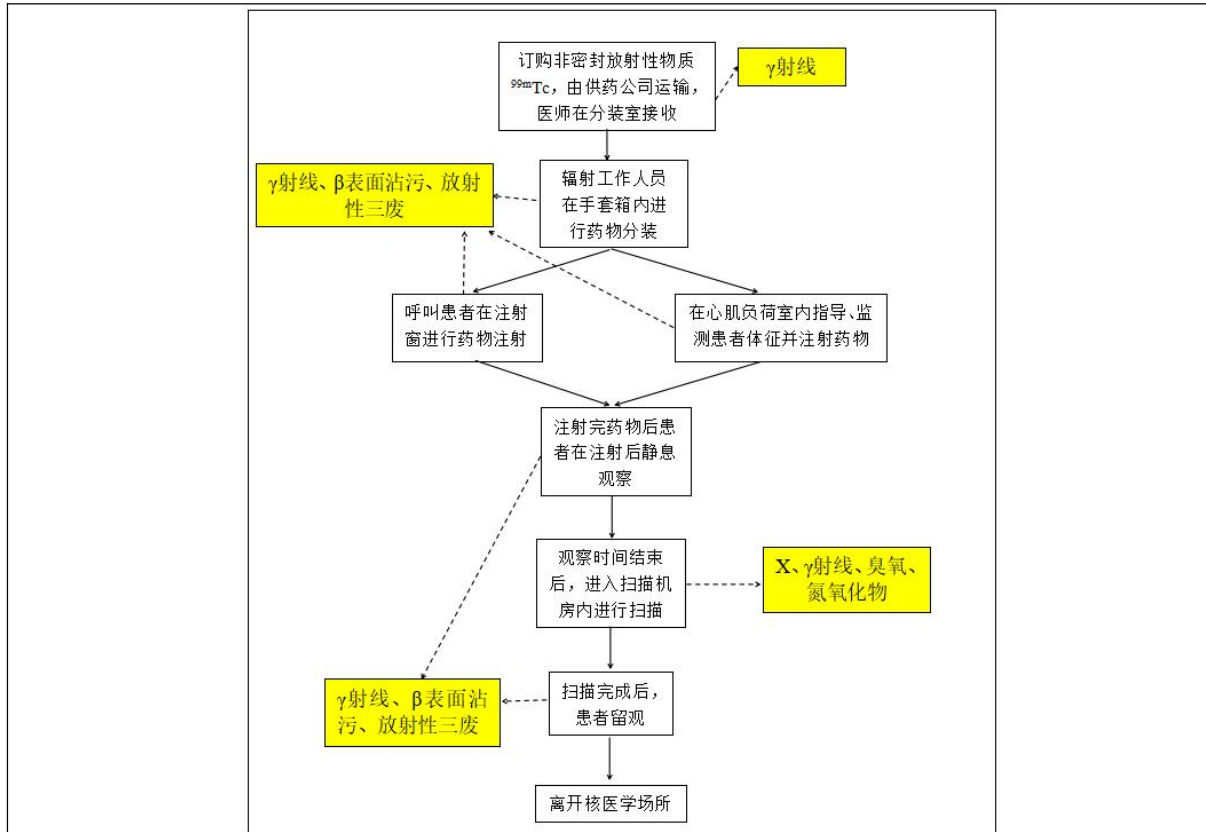 订购非密封放射性物质
⁹⁹ᵐTc，由供药公司运输，
医师在分装室接收
γ射线
辐射工作人员
在手套箱内进
行药物分装
γ射线、β表面沾污、放射
性三废
呼叫患者在注射
窗进行药物注射
在心肌负荷室内指导、监
测患者体征并注射药物
注射完药物后患
者在注射后静息
观察
观察时间结束
后，进入扫描机
房内进行扫描
X、γ射线、臭氧、
氮氧化物
扫描完成后，
患者留观
γ射线、β表面沾
污、放射性三废
离开核医学场所